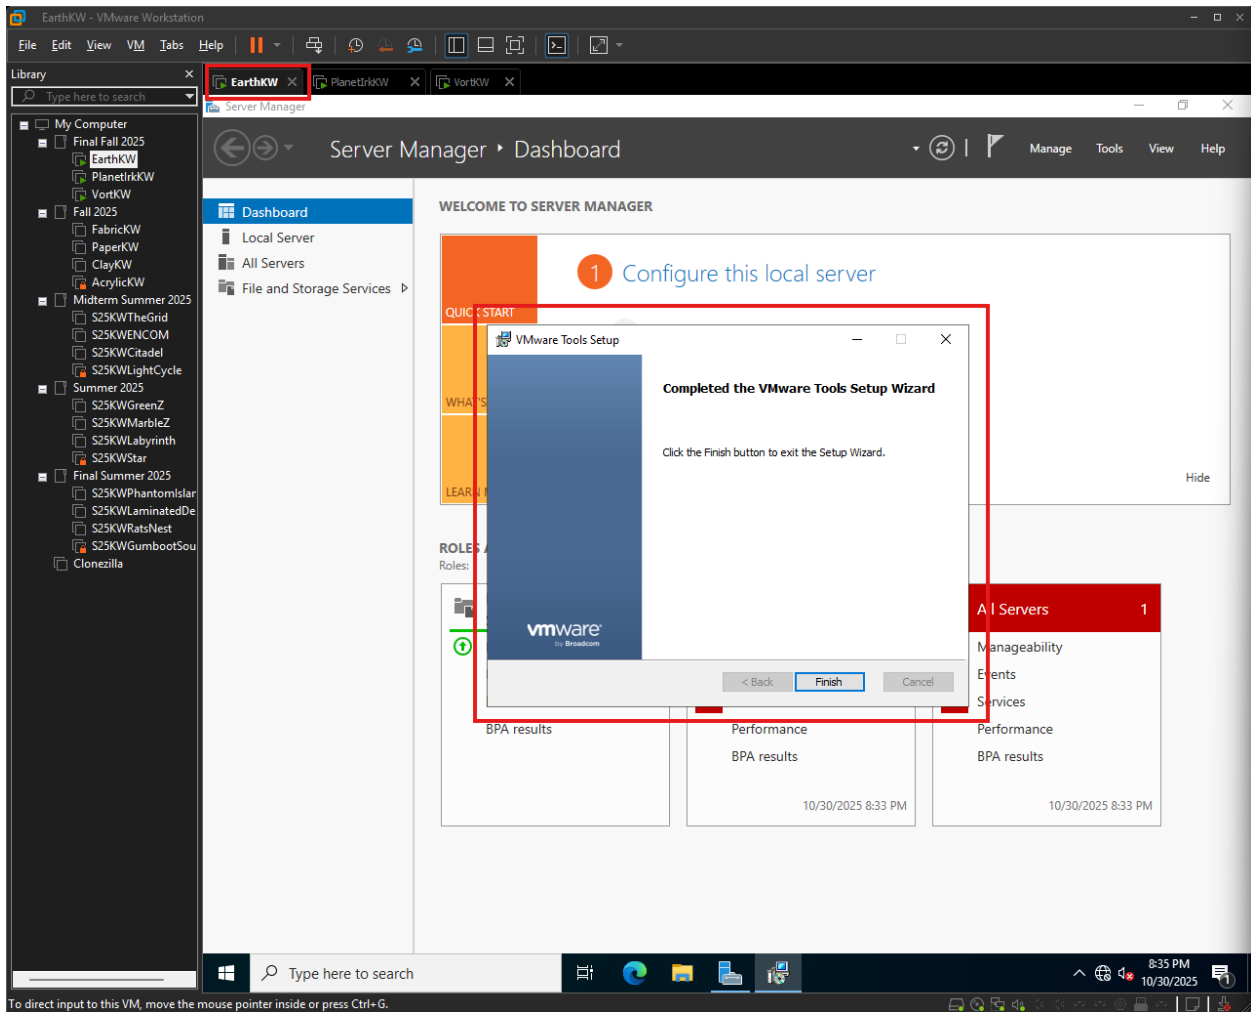 EarthKW - VMware Workstation
File Edit View VM Tabs Help
Library
Type here to search
My Computer
Final Fall 2025
EarthKW
PlanetIrkKW
VortKW
Fall 2025
FabricKW
PaperKW
ClayKW
AcrylicKW
Midterm Summer 2025
S25KWTheGrid
S25KWENCOM
S25KWCitadel
S25KWLightCycle
Summer 2025
S25KWGreenZ
S25KWMarbleZ
S25KWLabyrinth
S25KWStar
Final Summer 2025
S25KWPhantomIslan
S25KWLaminatedDe
S25KWRatsNest
S25KWGumbootSou
Clonezilla
EarthKW PlanetIrkKW VortKW
Server Manager
Server Manager • Dashboard
Manage Tools View Help
Dashboard
Local Server
All Servers
File and Storage Services
WELCOME TO SERVER MANAGER
1 Configure this local server
QUICK START
WHAT'S
LEARN
Hide
VMware Tools Setup
Completed the VMware Tools Setup Wizard
Click the Finish button to exit the Setup Wizard.
vmware
by Broadcom
< Back Finish Cancel
ROLES
Roles:
BPA results
Performance
BPA results
10/30/2025 8:33 PM
All Servers 1
Manageability
Events
Services
Performance
BPA results
10/30/2025 8:33 PM
Type here to search
8:35 PM
10/30/2025
1
To direct input to this VM, move the mouse pointer inside or press Ctrl+G.